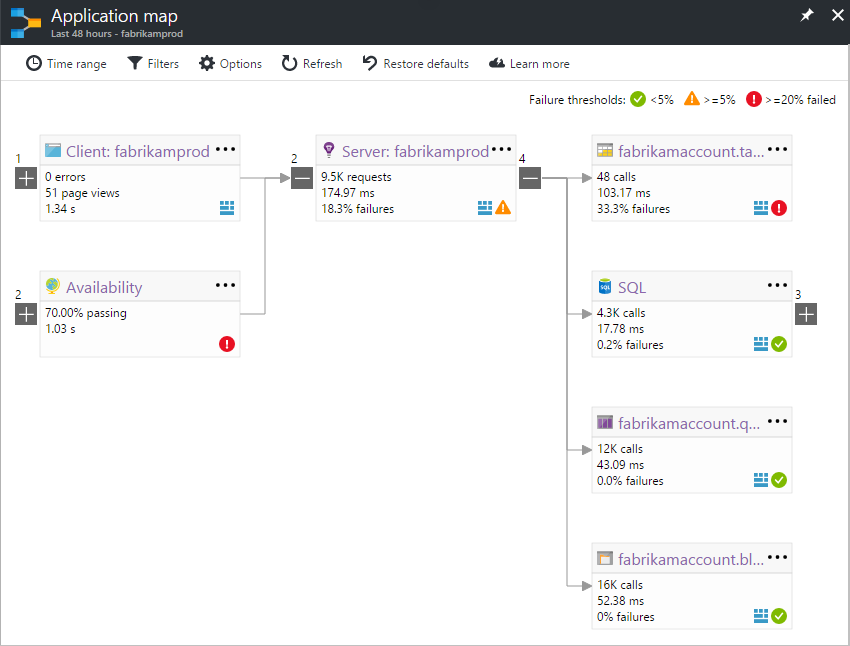 Application map
Last 48 hours - fabrikamprod
Time range Filters Options Refresh Restore defaults Learn more
Failure thresholds: <5% >=5% >=20% failed
1
Client: fabrikamprod
0 errors
51 page views
1.34 s
2
Availability
70.00% passing
1.03 s
2
Server: fabrikamprod
9.5K requests
174.97 ms
18.3% failures
4
fabrikamaccount.ta...
48 calls
103.17 ms
33.3% failures
SQL
SQL
4.3K calls
17.78 ms
0.2% failures
3
fabrikamaccount.q...
12K calls
43.09 ms
0.0% failures
fabrikamaccount.bl...
16K calls
52.38 ms
0% failures